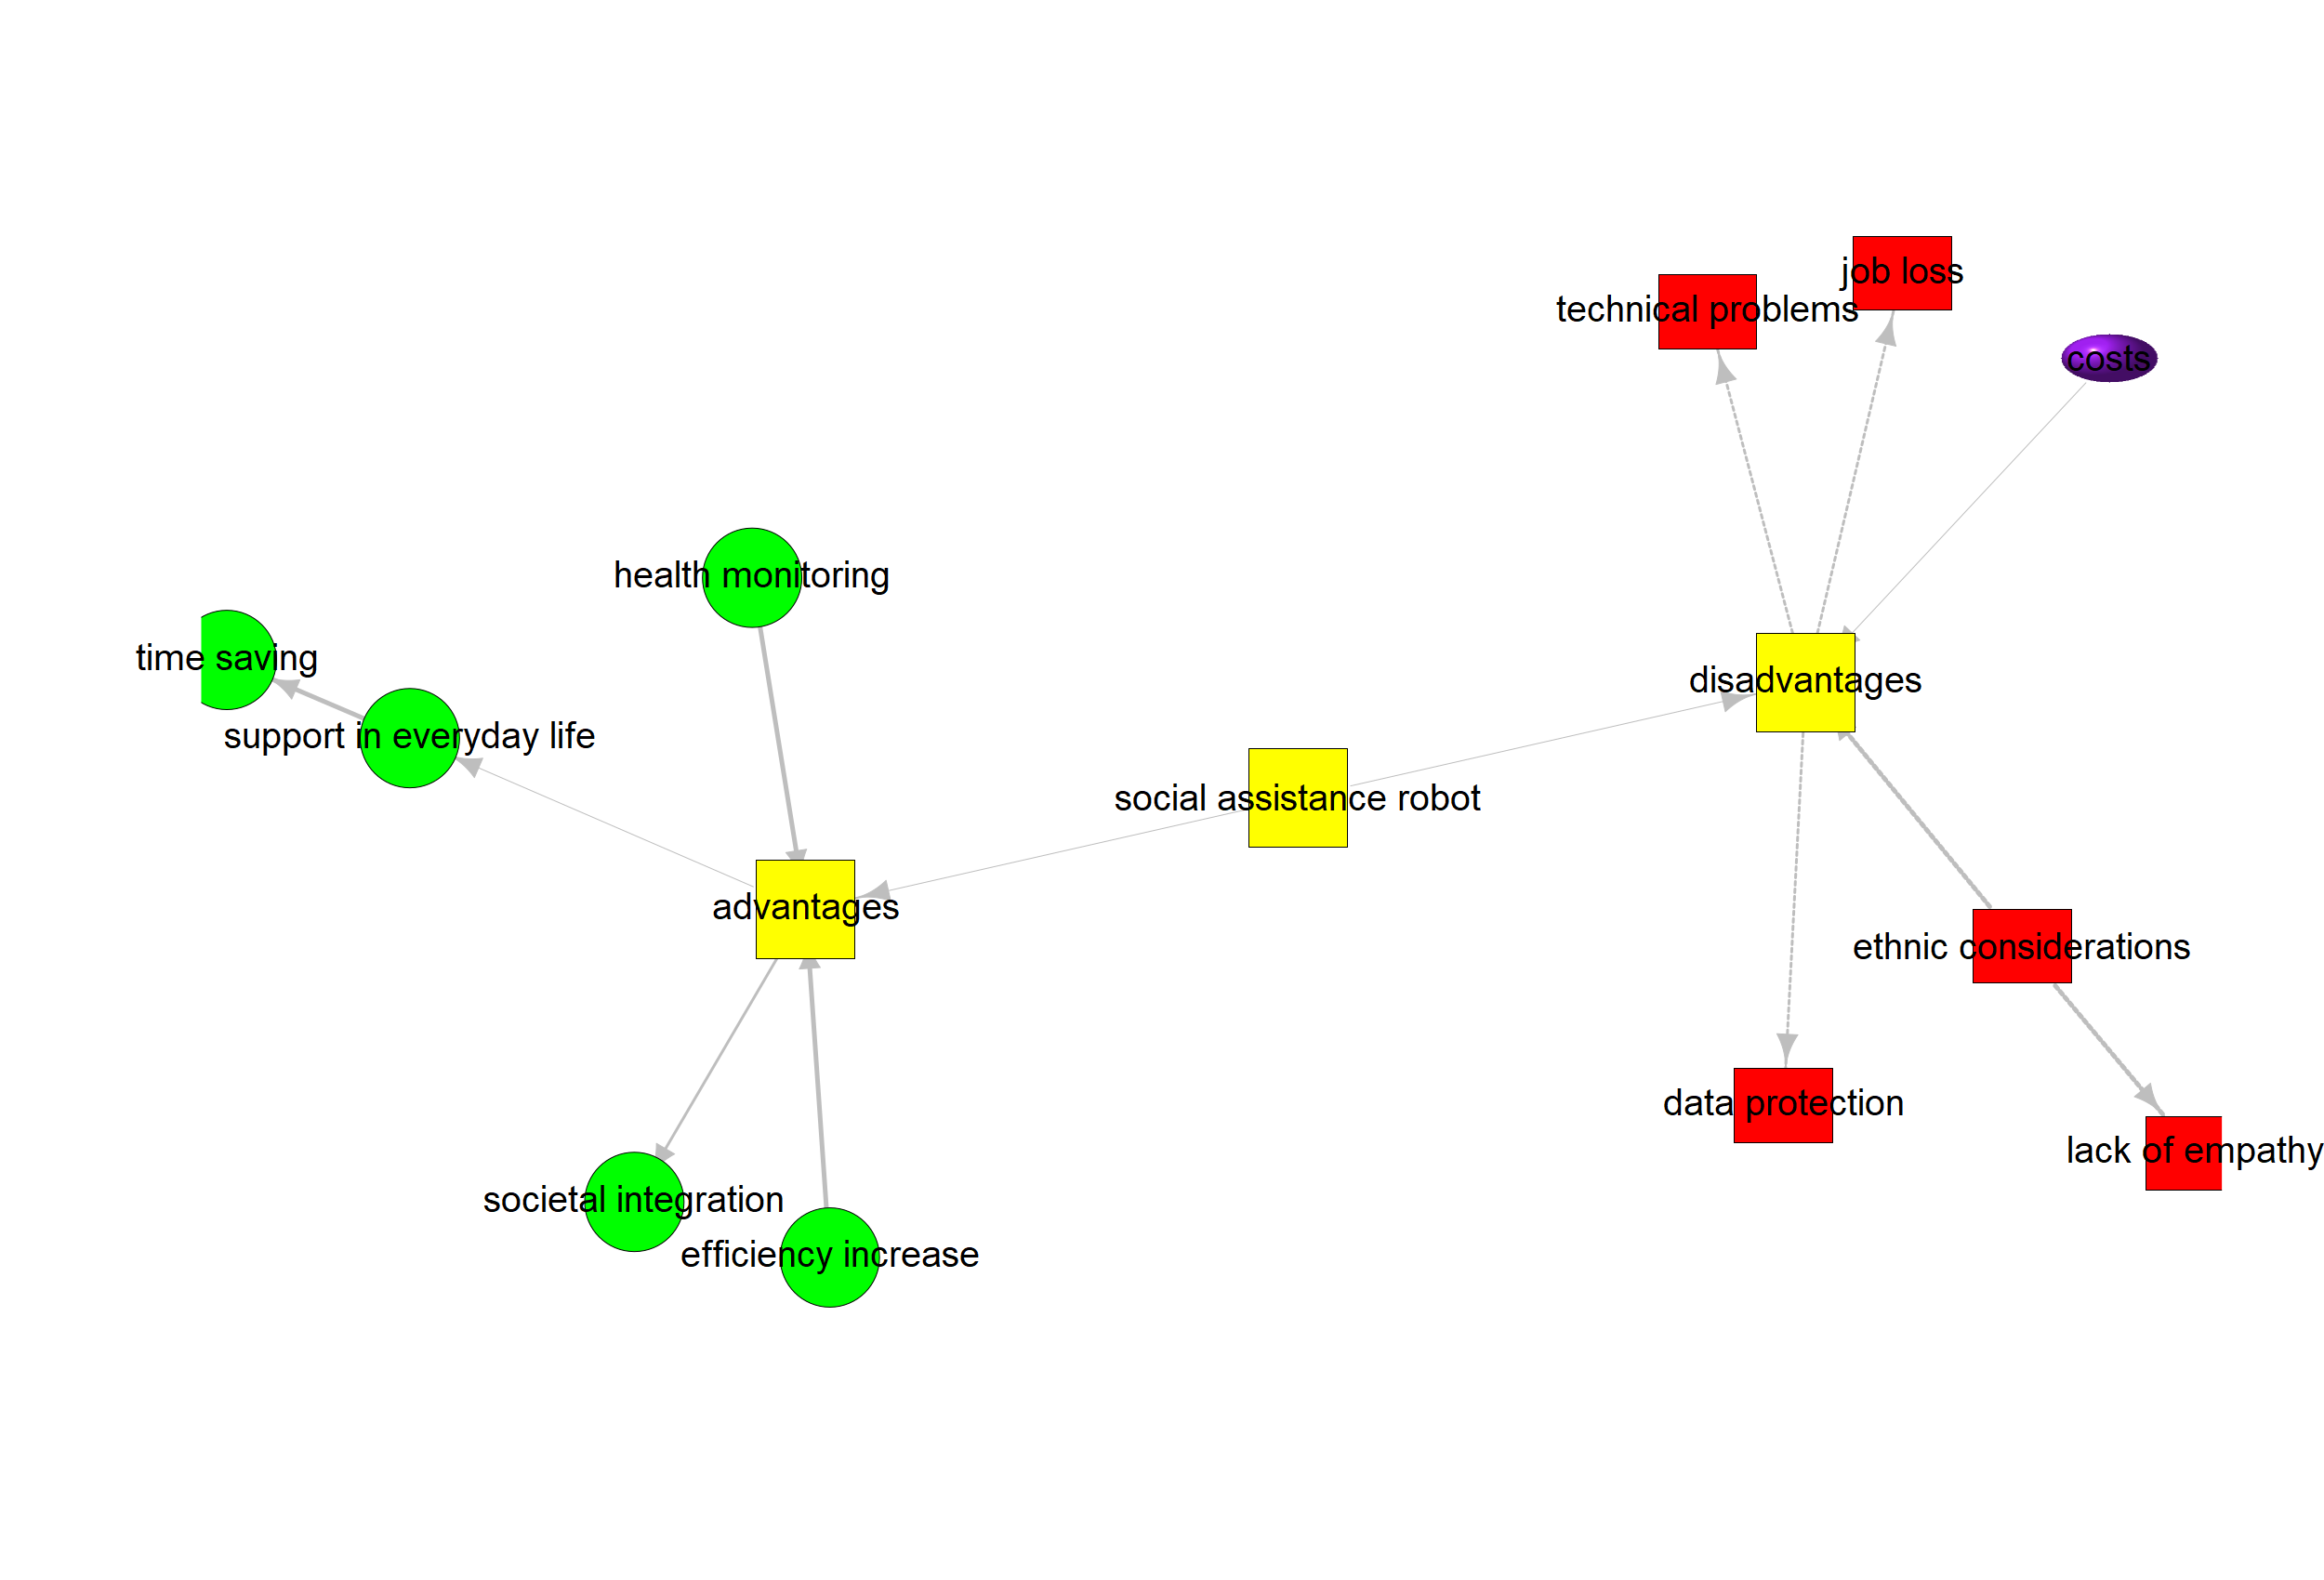 job loss
technical problems
costs
health monitoring
time saving
disadvantages
support in everyday life
social assistance robot
advantages
ethnic considerations
data protection
lack of empathy
societal integration
efficiency increase